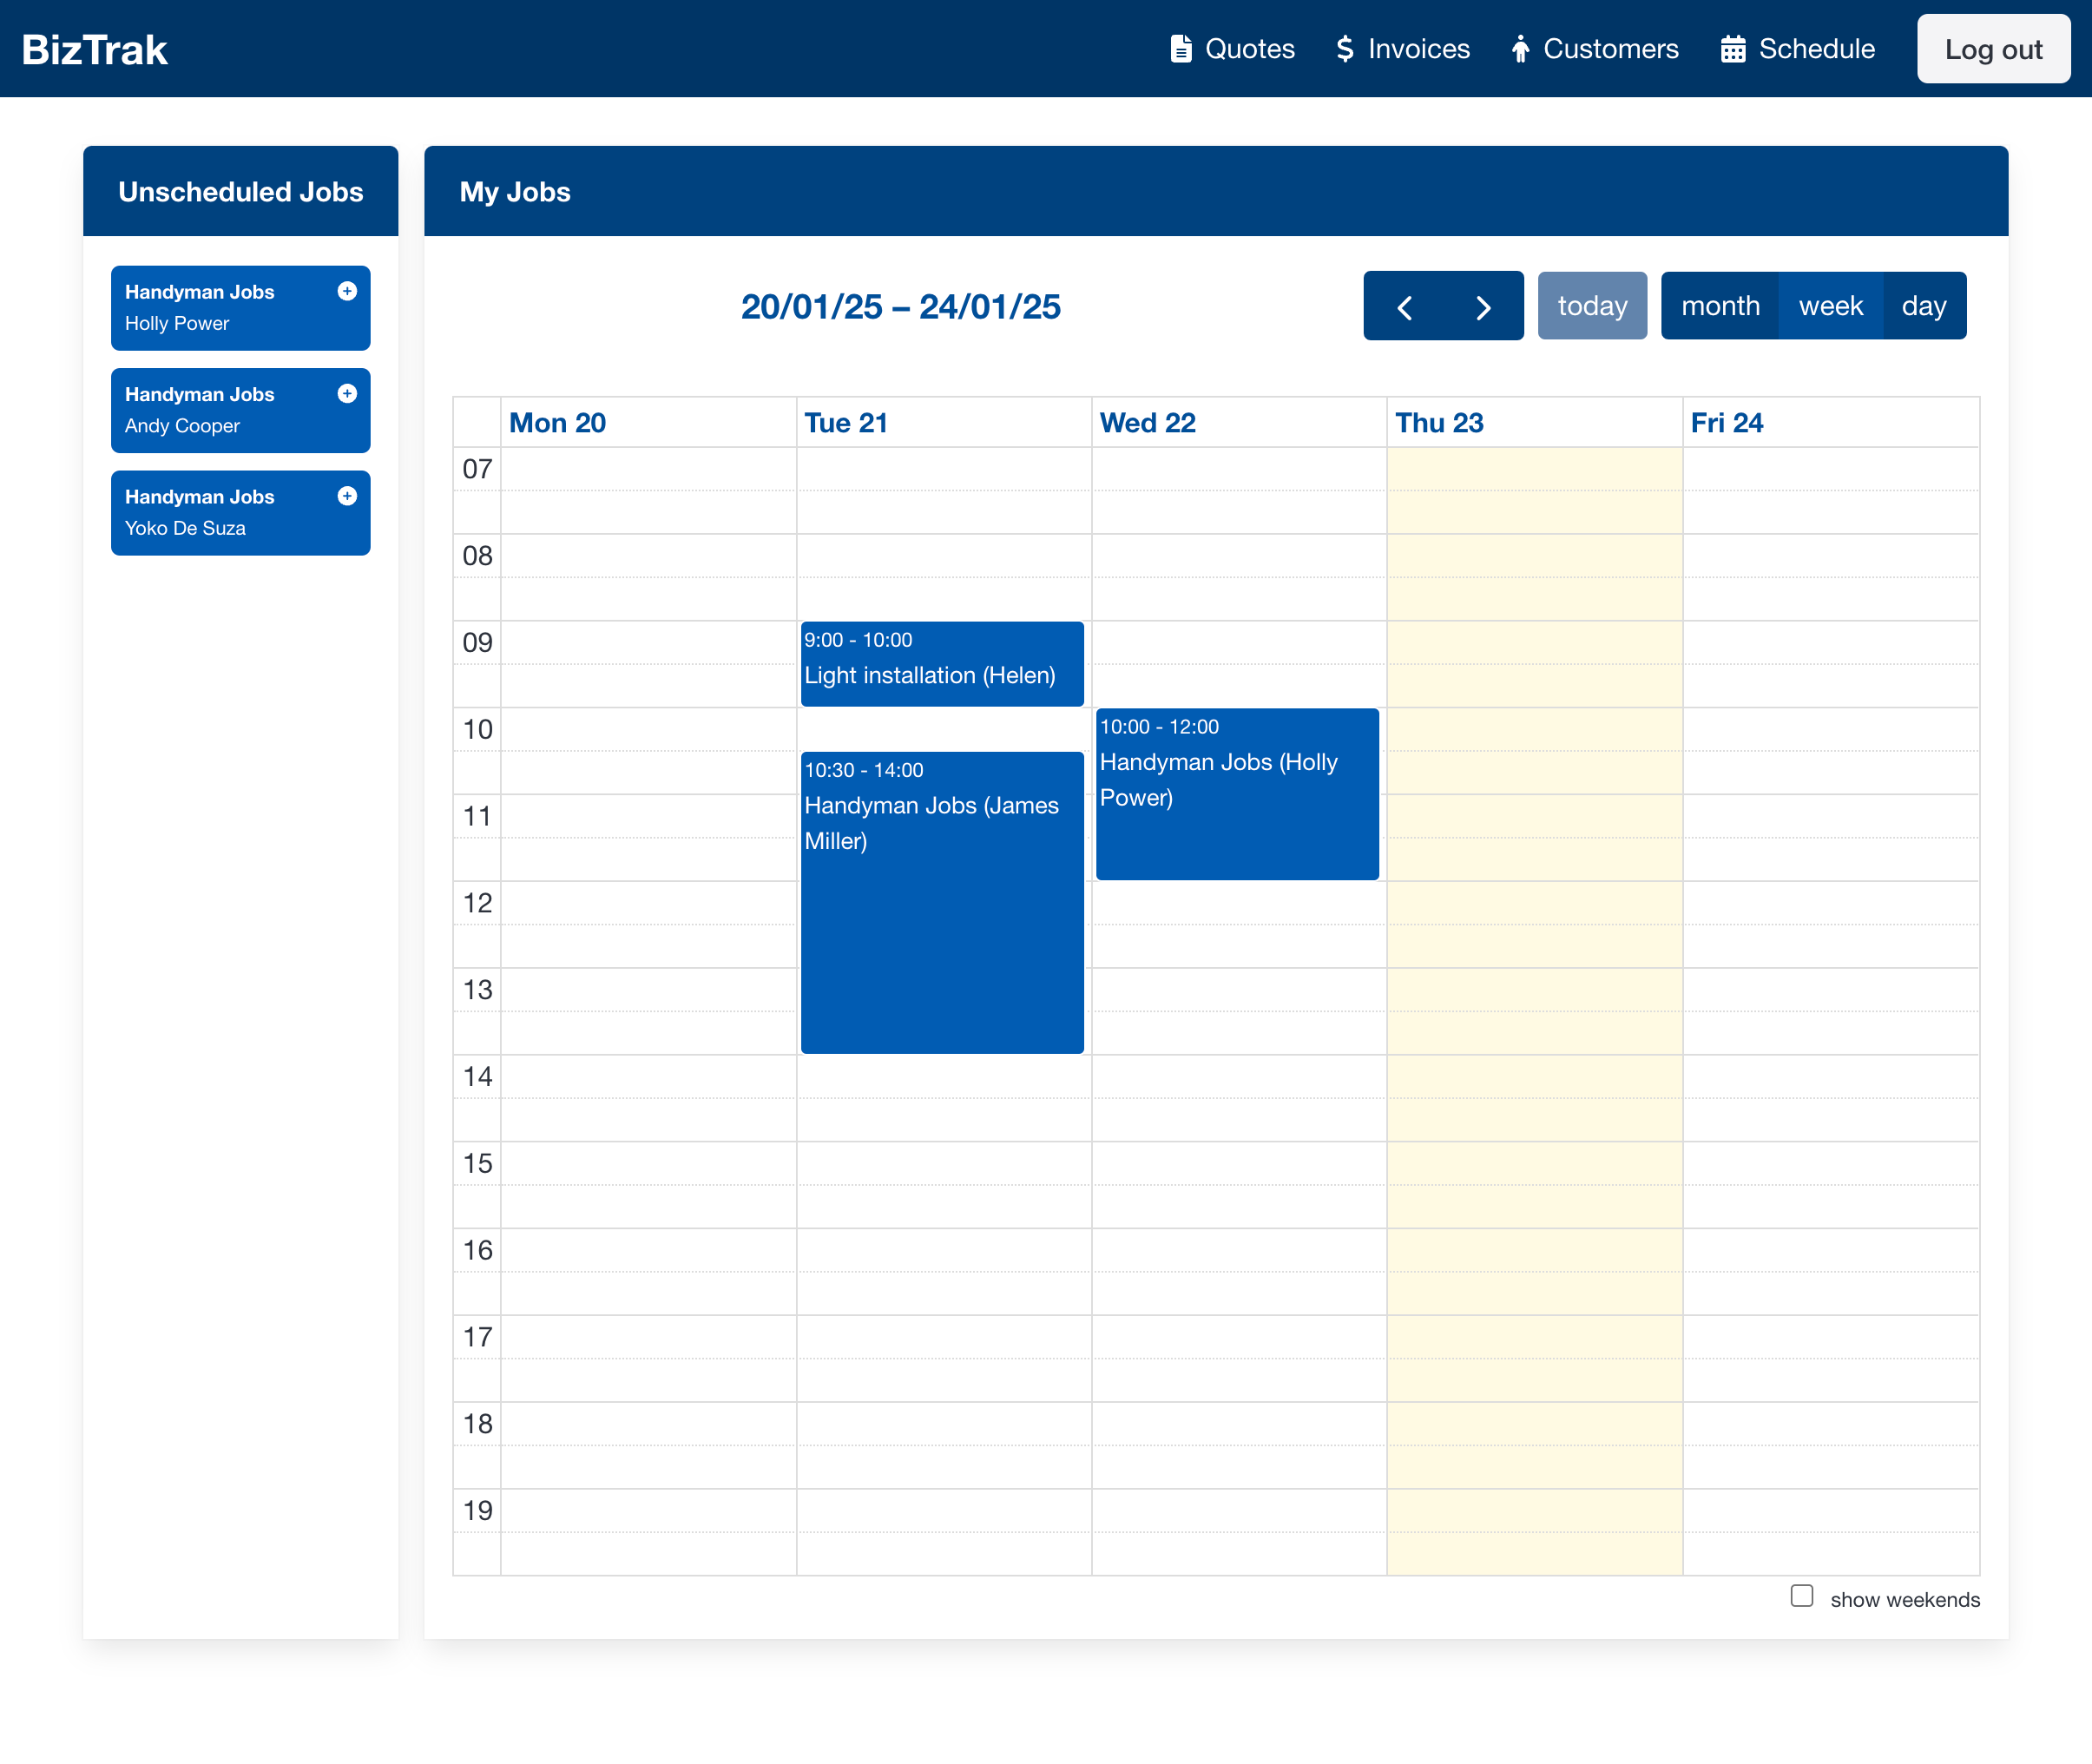 BizTrak
Quotes
Invoices
Customers
Schedule
Log out
Unscheduled Jobs
Handyman Jobs
Holly Power
Handyman Jobs
Andy Cooper
Handyman Jobs
Yoko De Suza
My Jobs
20/01/25 – 24/01/25
today
month
week
day
Mon 20
Tue 21
Wed 22
Thu 23
Fri 24
07
08
09
9:00 - 10:00
Light installation (Helen)
10
10:00 - 12:00
Handyman Jobs (Holly
Power)
10:30 - 14:00
Handyman Jobs (James
Miller)
11
12
13
14
15
16
17
18
19
show weekends